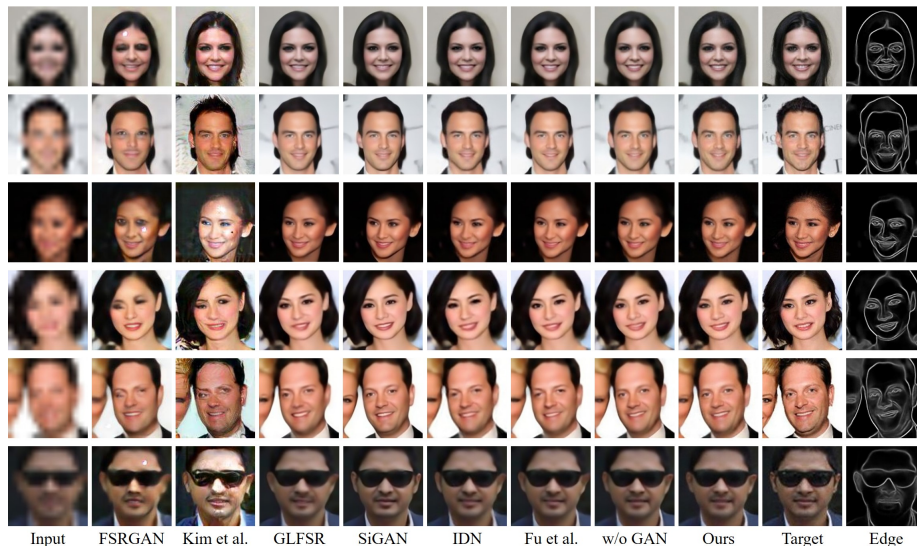 Input FSRGAN Kim et al. GLFSR SiGAN IDN Fu et al. w/o GAN Ours Target Edge